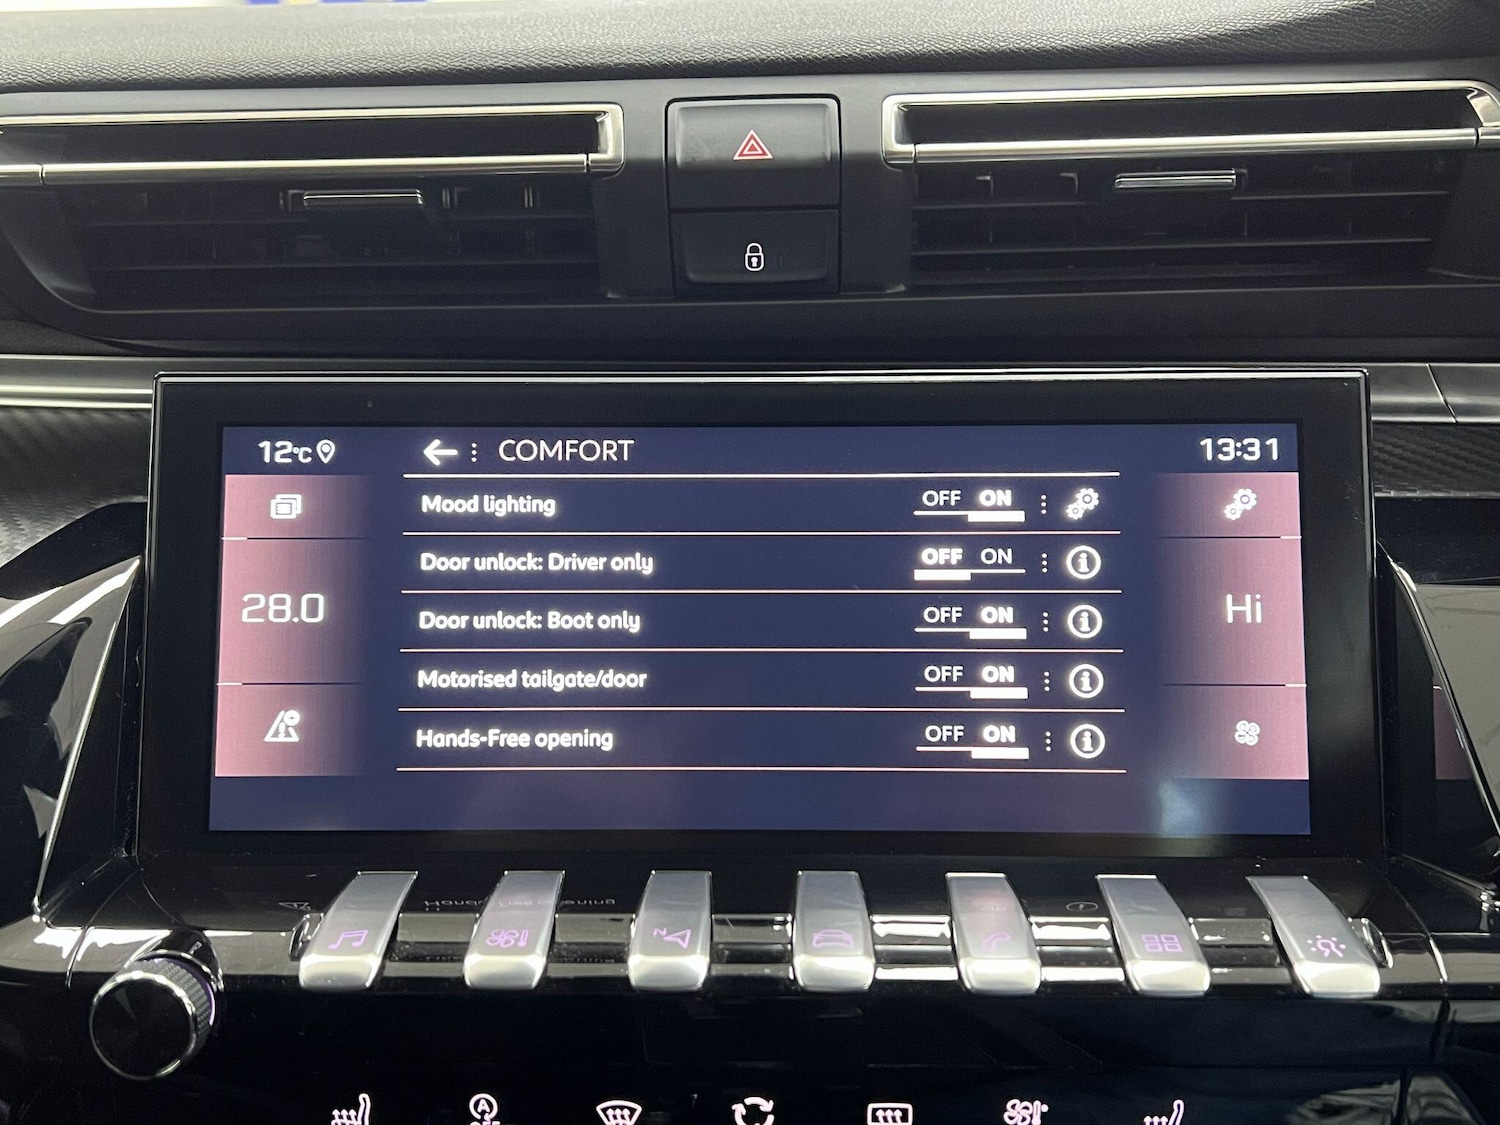 12°C COMFORT 13:31
Mood lighting OFF ON
Door unlock: Driver only OFF ON
28.0 Hi
Door unlock: Boot only OFF ON
Motorised tailgate/door OFF ON
Hands-Free opening OFF ON
N
A